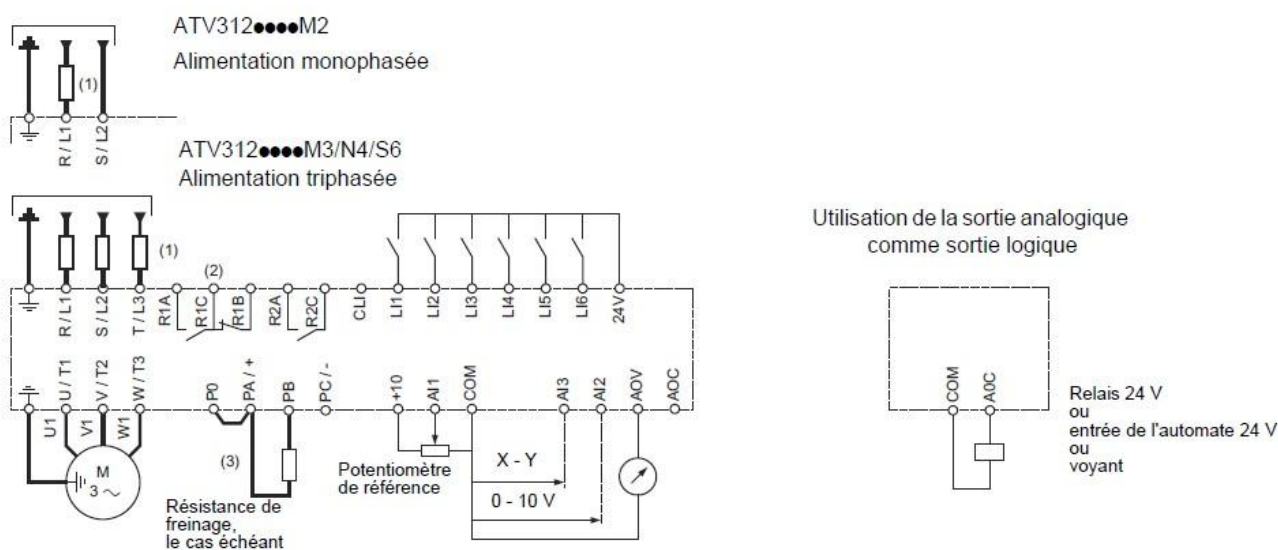 ATV312●●●●M2
Alimentation monophasée
(1)
R / L1
S / L2
ATV312●●●●M3/N4/S6
Alimentation triphasée
(1)
(2)
R / L1
S / L2
T / L3
R1A
R1C
R1B
R2A
R2C
CLI
LI1
LI2
LI3
LI4
LI5
LI6
24V
U / T1
V / T2
W / T3
P0
PA / +
PB
PC / -
+10
AI1
COM
AI3
AI2
AOV
AOC
U1
V1
W1
M
3 ~
(3)
Résistance de
freinage,
le cas échéant
Potentiomètre
de référence
X - Y
0 - 10 V
Utilisation de la sortie analogique
comme sortie logique
COM
A0C
Relais 24 V
ou
entrée de l'automate 24 V
ou
voyant